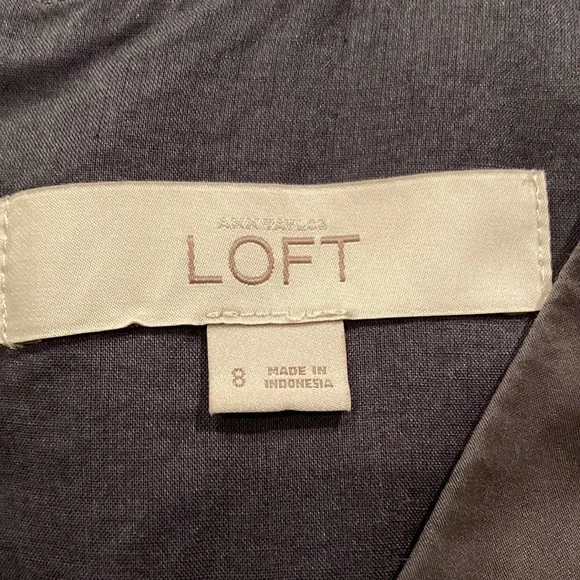 ANN TAYLOR
LOFT
8
MADE IN
INDONESIA